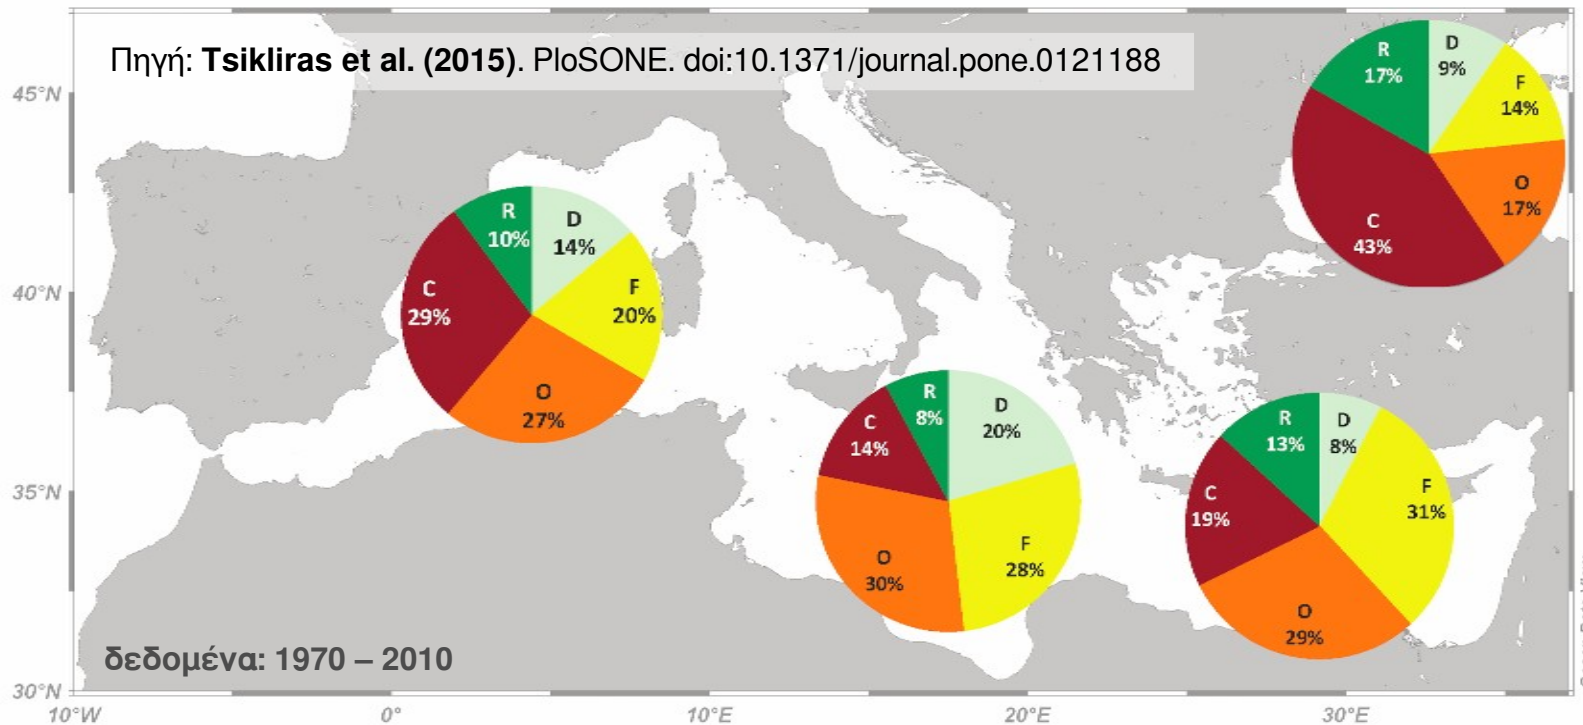 Πηγή: Tsikliras et al. (2015). PloSONE. doi:10.1371/journal.pone.0121188
45°N
40°N
35°N
30°N
R
17%
D
9%
F
14%
O
17%
C
43%
R
10%
D
14%
F
20%
O
27%
C
29%
R
8%
D
20%
F
28%
O
30%
C
14%
R
13%
D
8%
F
31%
O
29%
C
19%
δεδομένα: 1970 – 2010
10°W
0°
10°E
20°E
30°E